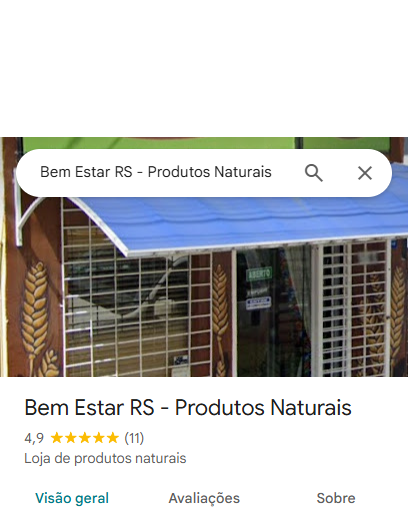 Bem Estar RS - Produtos Naturais
ABERTO
Bem Estar RS - Produtos Naturais
4,9 ★★★★★ (11)
Loja de produtos naturais
Visão geral Avaliações Sobre